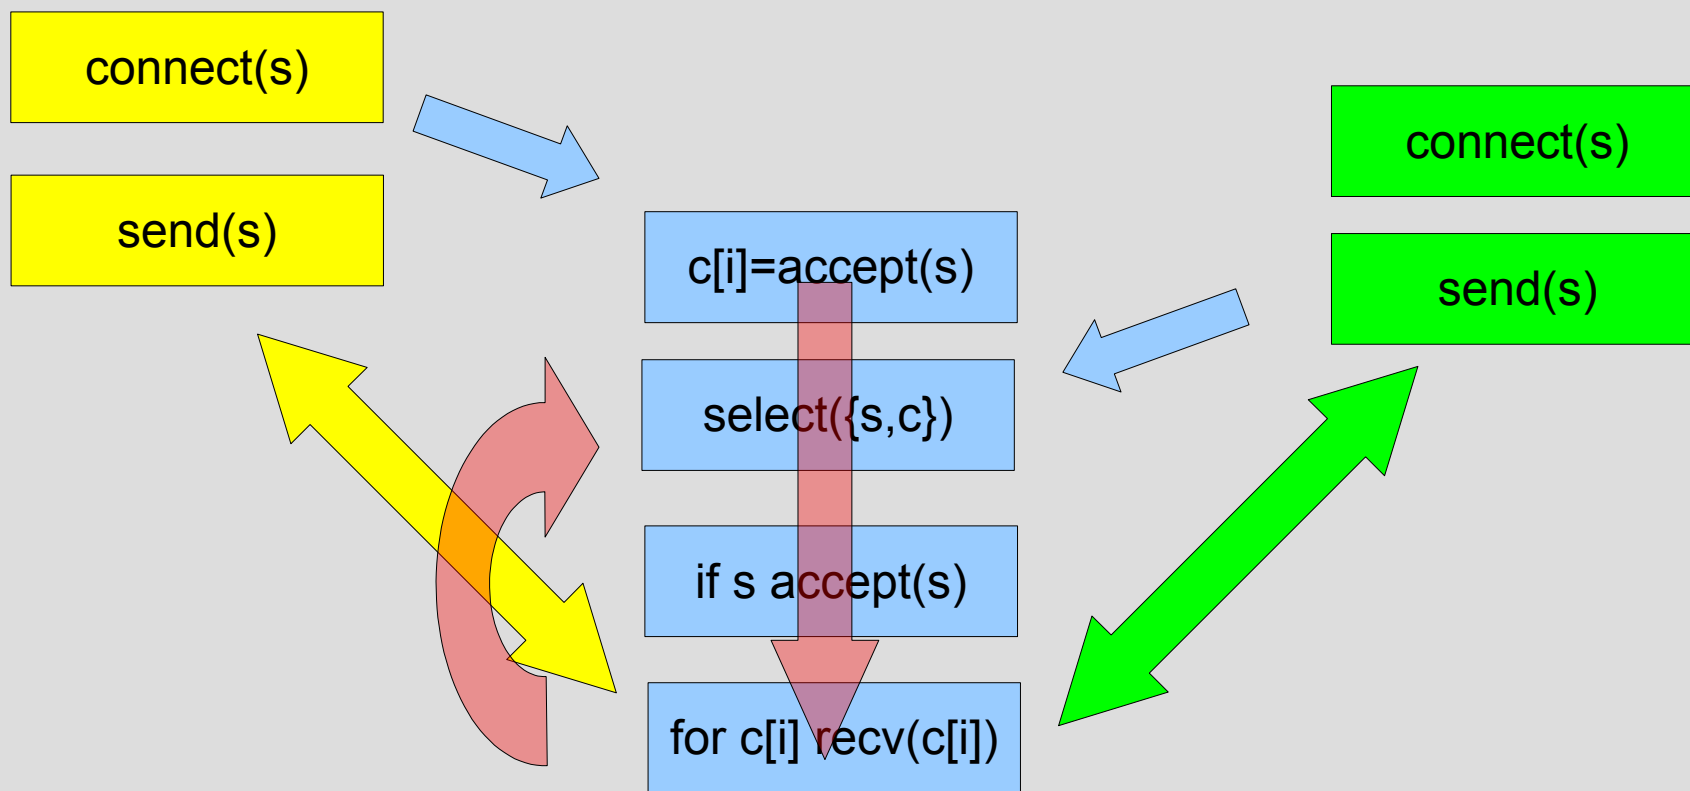 connect(s)
send(s)
c[i]=accept(s)
select({s,c})
if s accept(s)
for c[i] recv(c[i])
connect(s)
send(s)